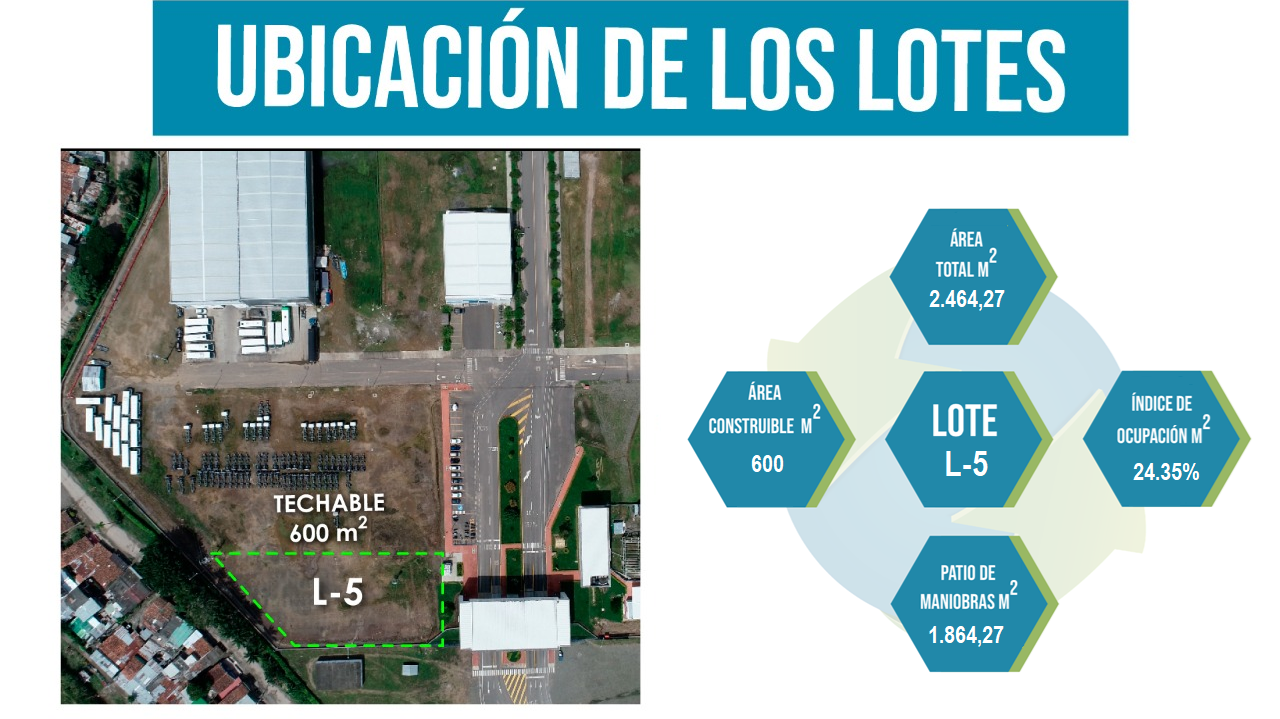 UBICACIÓN DE LOS LOTES
TECHABLE
600 m²
L-5
ÁREA
TOTAL M²
2.464,27
ÁREA
CONSTRUIBLE M²
600
LOTE
L-5
ÍNDICE DE
OCUPACIÓN M²
24.35%
PATIO DE
MANIOBRAS M²
1.864,27